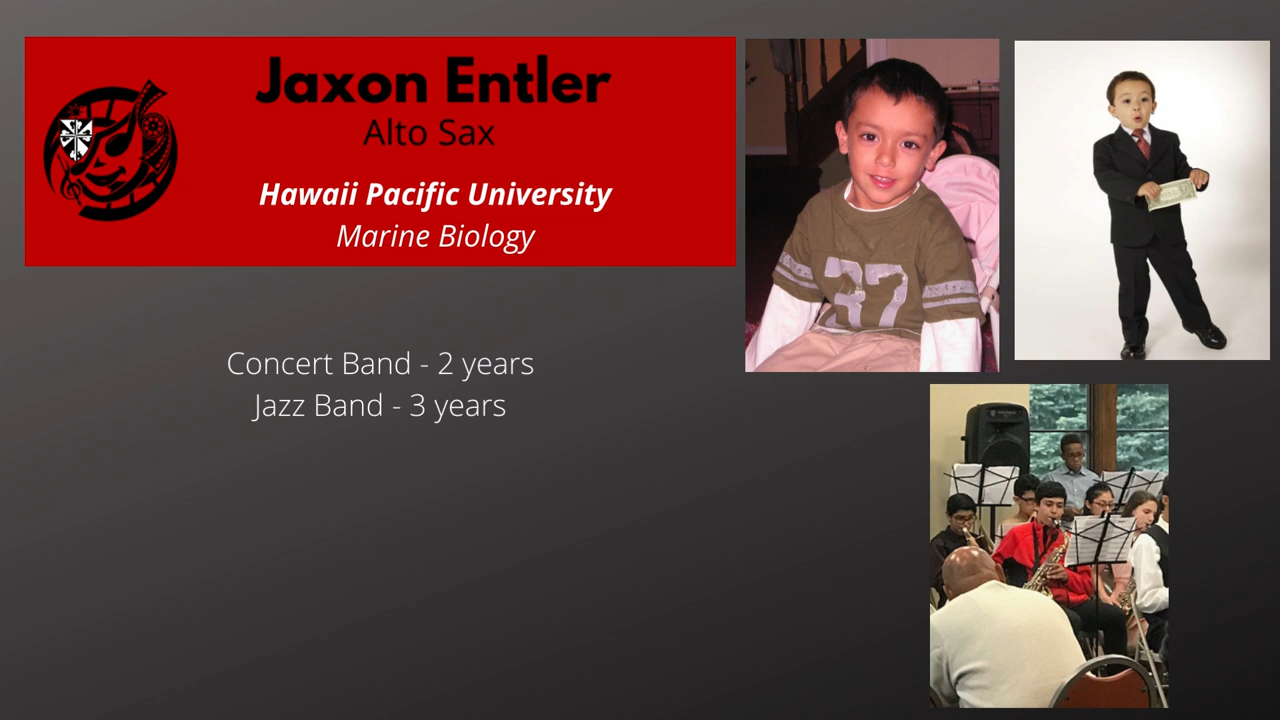 Jaxon Entler
Alto Sax
Hawaii Pacific University
Marine Biology
Concert Band - 2 years
Jazz Band - 3 years
37